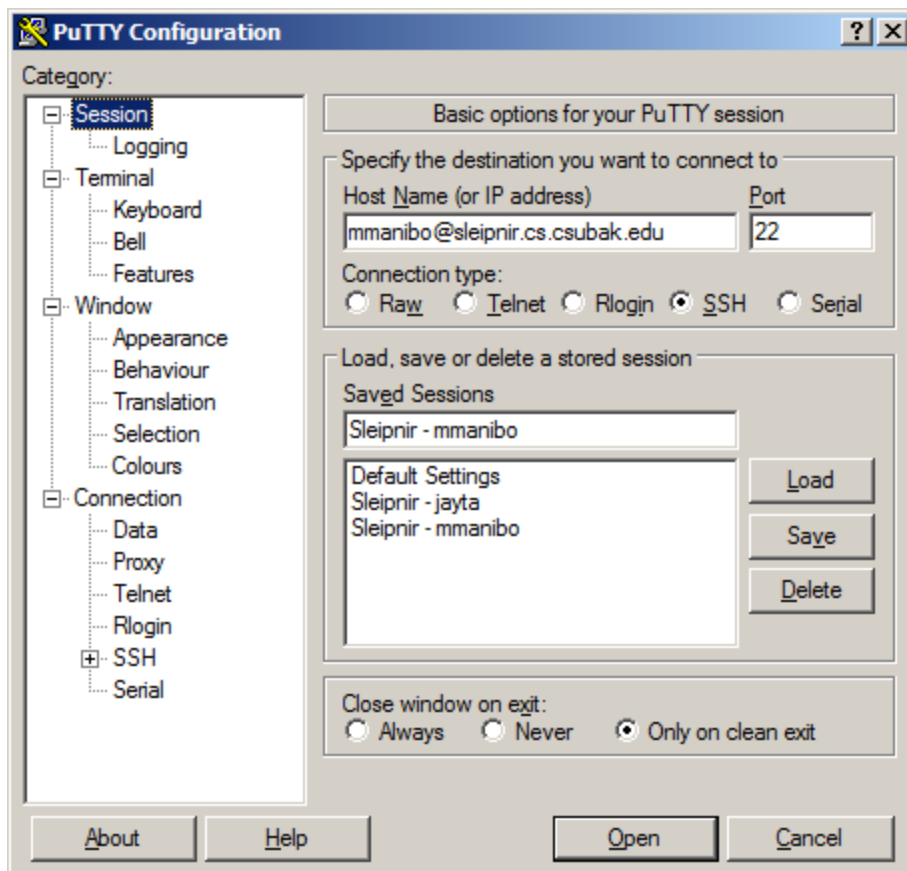 PuTTY Configuration
Category:
Session
Logging
Terminal
Keyboard
Bell
Features
Window
Appearance
Behaviour
Translation
Selection
Colours
Connection
Data
Proxy
Telnet
Rlogin
SSH
Serial
Basic options for your PuTTY session
Specify the destination you want to connect to
Host Name (or IP address) Port
mmanibo@sleipnir.cs.csubak.edu 22
Connection type:
Raw Telnet Rlogin SSH Serial
Load, save or delete a stored session
Saved Sessions
Sleipnir - mmanibo
Default Settings
Sleipnir - jayta
Sleipnir - mmanibo
Load
Save
Delete
Close window on exit:
Always Never Only on clean exit
About Help Open Cancel